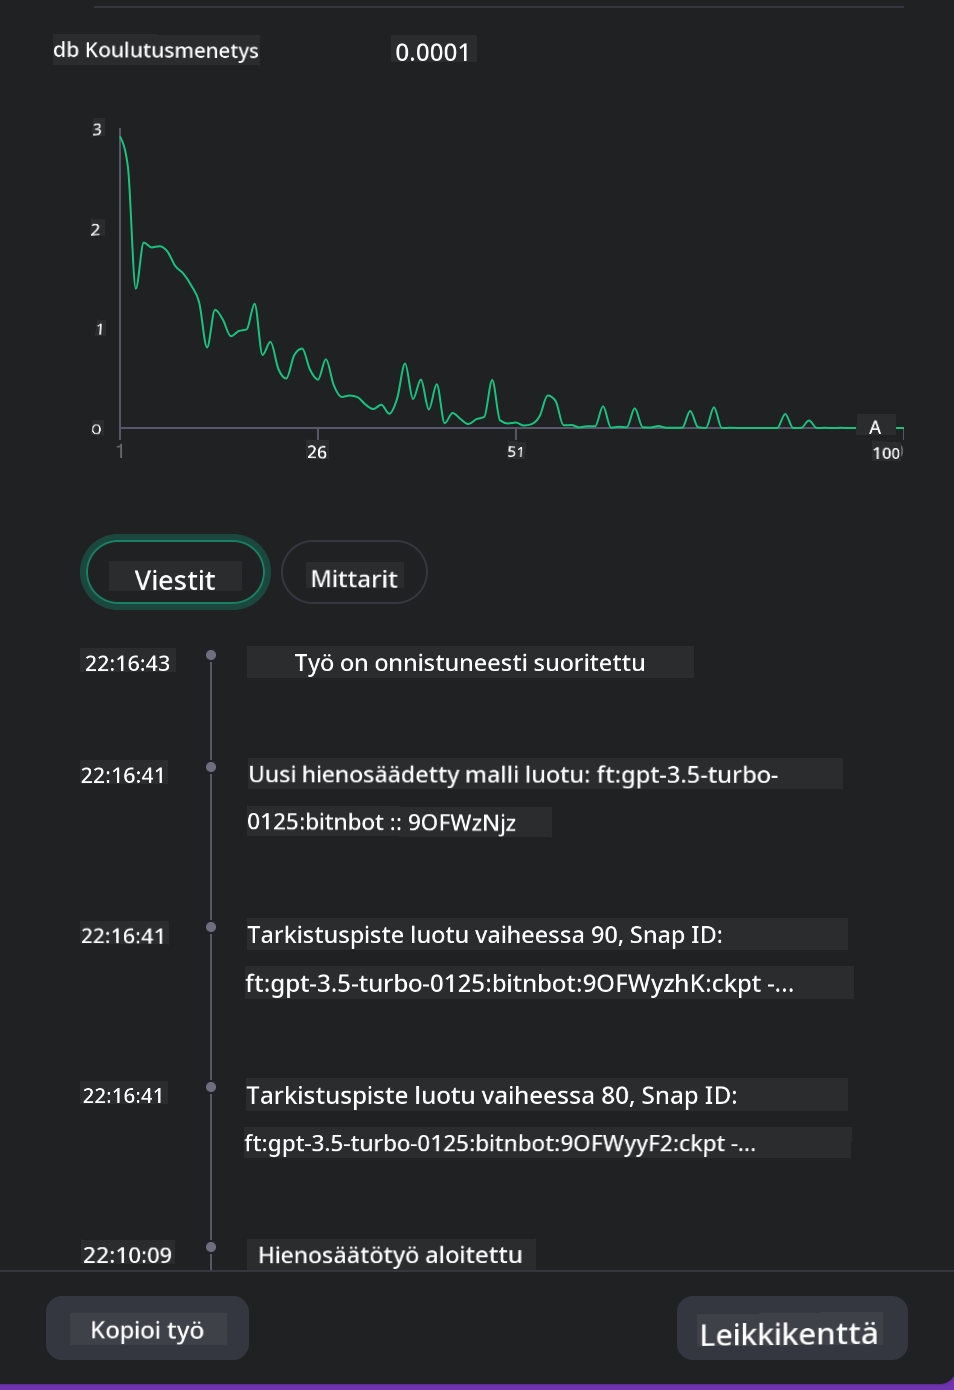 db Koulutusmenetys 0.0001
3
2
1
0
1 26 51 100
A
Viestit Mittarit
22:16:43 Työ on onnistuneesti suoritettu
22:16:41 Uusi hienosäädetty malli luotu: ft:gpt-3.5-turbo-
0125:bitnbot :: 9OFWzNjz
22:16:41 Tarkistuspiste luotu vaiheessa 90, Snap ID:
ft:gpt-3.5-turbo-0125:bitnbot:9OFWyzhK:ckpt -...
22:16:41 Tarkistuspiste luotu vaiheessa 80, Snap ID:
ft:gpt-3.5-turbo-0125:bitnbot:9OFWyyF2:ckpt -...
22:10:09 Hienosäätötyö aloitettu
Kopioi työ Leikkikenttä